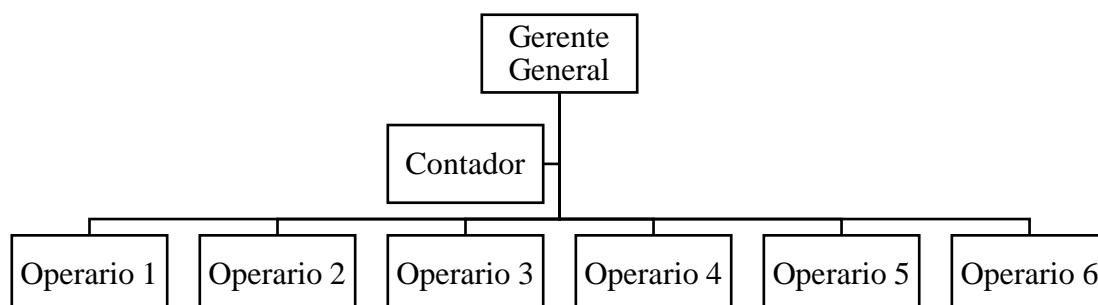 Gerente
General
Contador
Operario 1
Operario 2
Operario 3
Operario 4
Operario 5
Operario 6